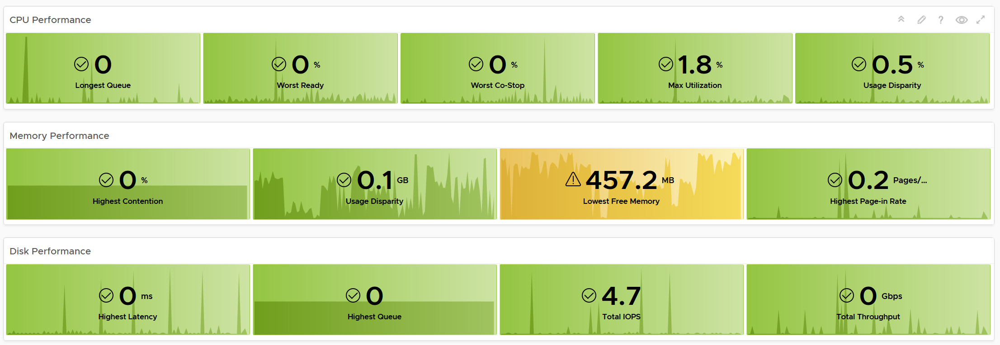 CPU Performance
?
0
Longest Queue
0 %
Worst Ready
0 %
Worst Co-Stop
1.8 %
Max Utilization
0.5 %
Usage Disparity
Memory Performance
0 %
Highest Contention
0.1 GB
Usage Disparity
457.2 MB
Lowest Free Memory
0.2 Pages/...
Highest Page-in Rate
Disk Performance
0 ms
Highest Latency
0
Highest Queue
4.7
Total IOPS
0 Gbps
Total Throughput